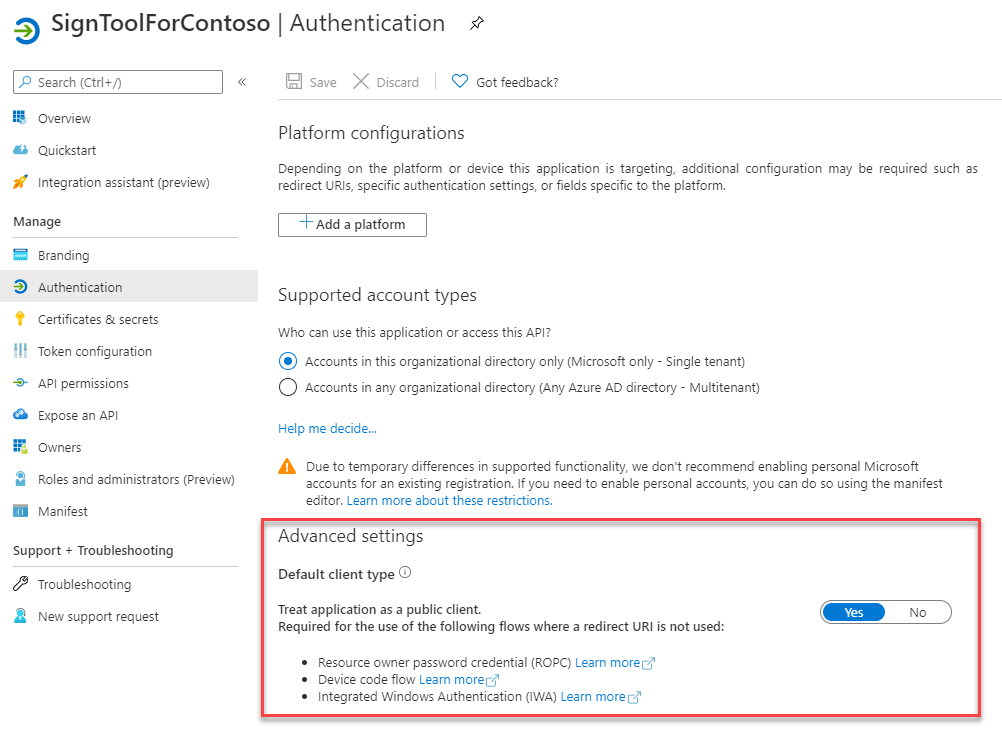 SignToolForContoso | Authentication
Search (Ctrl+/)
«
Save
Discard
Got feedback?
Overview
Quickstart
Integration assistant (preview)
Manage
Branding
Authentication
Certificates & secrets
Token configuration
API permissions
Expose an API
Owners
Roles and administrators (Preview)
Manifest
Support + Troubleshooting
Troubleshooting
New support request
Platform configurations
Depending on the platform or device this application is targeting, additional configuration may be required such as
redirect URIs, specific authentication settings, or fields specific to the platform.
+ Add a platform
Supported account types
Who can use this application or access this API?
Accounts in this organizational directory only (Microsoft only - Single tenant)
Accounts in any organizational directory (Any Azure AD directory - Multitenant)
Help me decide...
Due to temporary differences in supported functionality, we don't recommend enabling personal Microsoft
accounts for an existing registration. If you need to enable personal accounts, you can do so using the manifest
editor. Learn more about these restrictions.
Advanced settings
Default client type
Treat application as a public client.
Required for the use of the following flows where a redirect URI is not used:
Yes No
• Resource owner password credential (ROPC) Learn more
• Device code flow Learn more
• Integrated Windows Authentication (IWA) Learn more